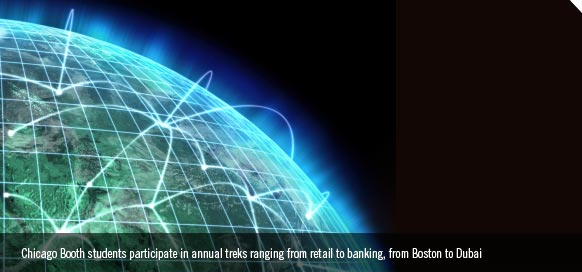 Chicago Booth students participate in annual treks ranging from retail to banking, from Boston to Dubai